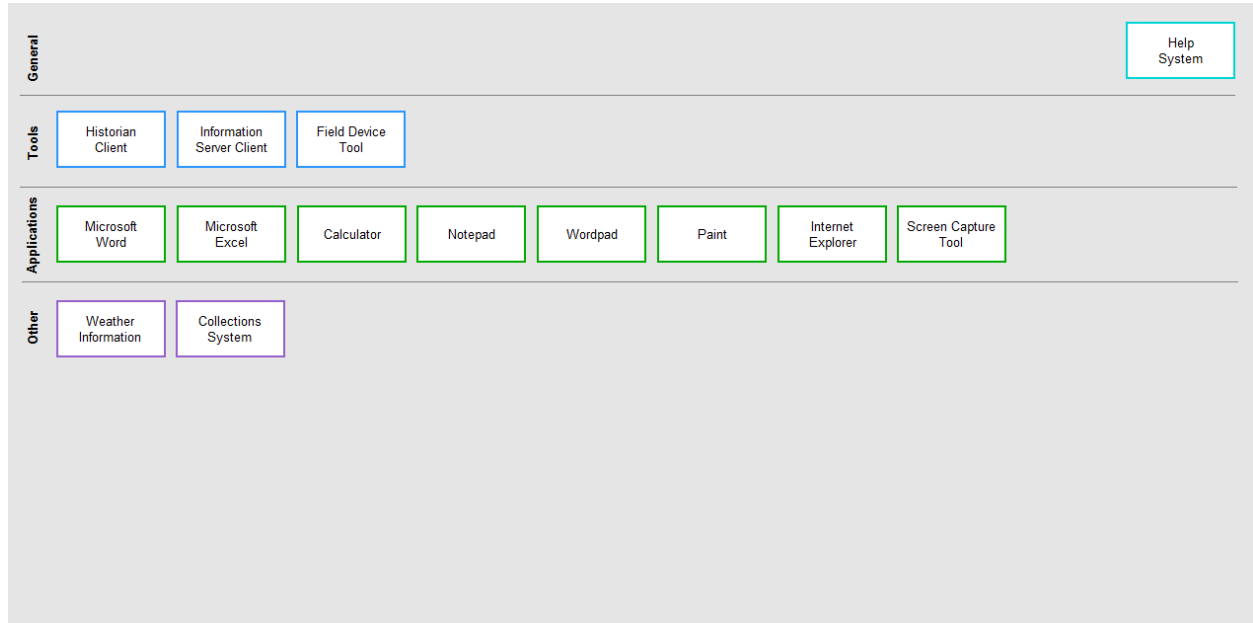 General
Help
System
Tools
Historian
Client
Information
Server Client
Field Device
Tool
Applications
Microsoft
Word
Microsoft
Excel
Calculator
Notepad
Wordpad
Paint
Internet
Explorer
Screen Capture
Tool
Other
Weather
Information
Collections
System